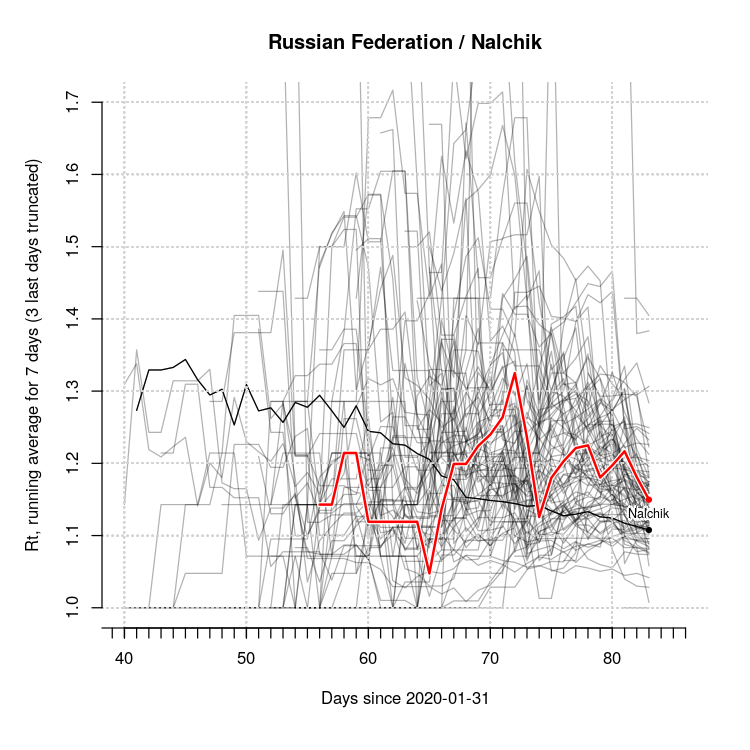 Russian Federation / Nalchik
Rt, running average for 7 days (3 last days truncated)
1.7
1.6
1.5
1.4
1.3
1.2
1.1
1.0
Nalchik
40 50 60 70 80
Days since 2020-01-31